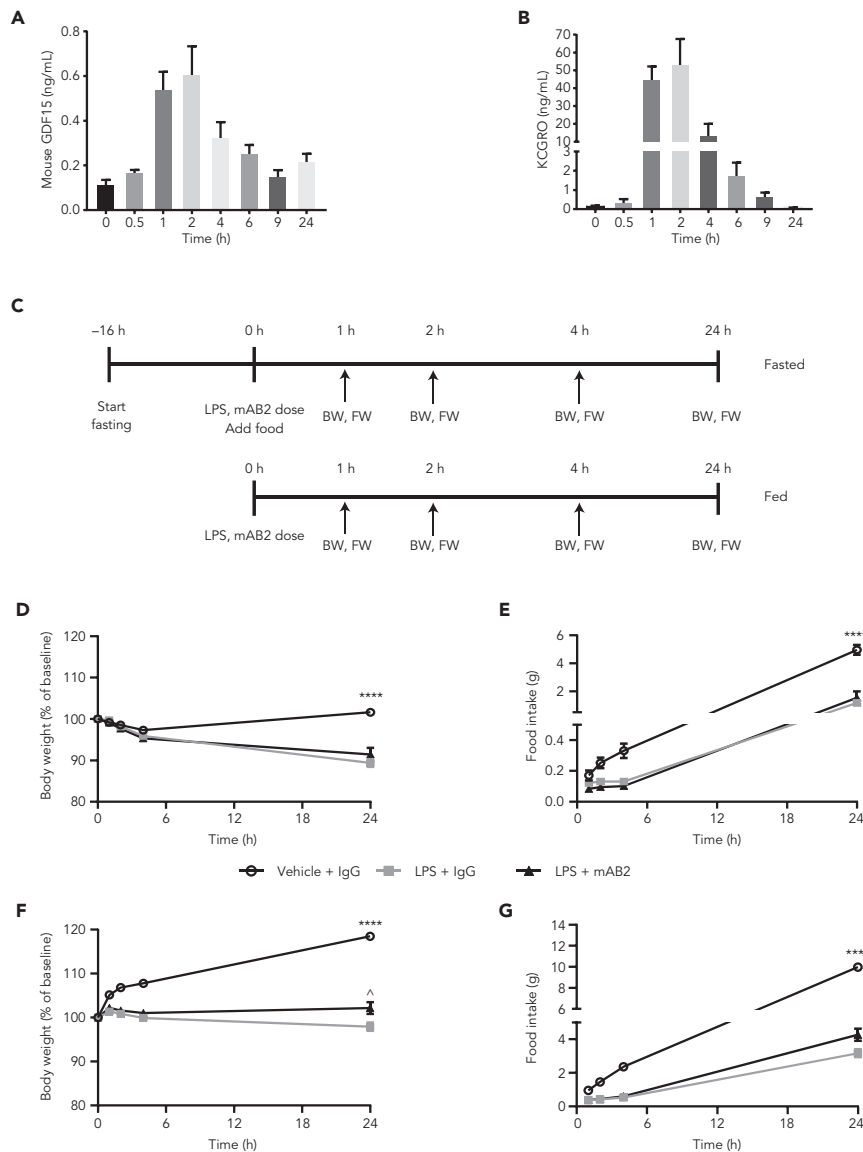 A
Mouse GDF15 (ng/mL)
0.8
0.6
0.4
0.2
0.0
0 0.5 1 2 4 6 9 24
Time (h)
B
KCGRO (ng/mL)
70
60
50
40
30
20
10
3
2
1
0
0 0.5 1 2 4 6 9 24
Time (h)
C
–16 h 0 h 1 h 2 h 4 h 24 h
Fasted
Start
fasting
LPS, mAB2 dose
Add food
BW, FW BW, FW BW, FW BW, FW
0 h 1 h 2 h 4 h 24 h
Fed
LPS, mAB2 dose
BW, FW BW, FW BW, FW BW, FW
D
Body weight (% of baseline)
120
100
90
80
****
0 6 12 18 24
Time (h)
E
Food intake (g)
6
4
2
0.4
0.2
0.0
***
0 6 12 18 24
Time (h)
Vehicle + IgG LPS + IgG LPS + mAB2
F
Body weight (% of baseline)
120
110
100
90
80
****
^
0 6 12 18 24
Time (h)
G
Food intake (g)
14
12
10
8
6
4
2
0
***
0 6 12 18 24
Time (h)